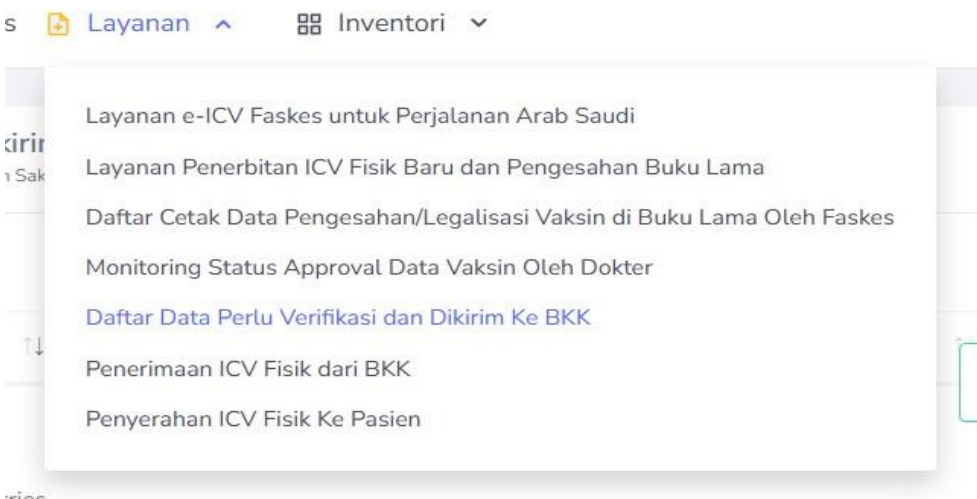 s Layanan Inventori
Layanan e-ICV Faskes untuk Perjalanan Arab Saudi
Layanan Penerbitan ICV Fisik Baru dan Pengesahan Buku Lama
Daftar Cetak Data Pengesahan/Legalisasi Vaksin di Buku Lama Oleh Faskes
Monitoring Status Approval Data Vaksin Oleh Dokter
Daftar Data Perlu Verifikasi dan Dikirim Ke BKK
Penerimaan ICV Fisik dari BKK
Penyerahan ICV Fisik Ke Pasien